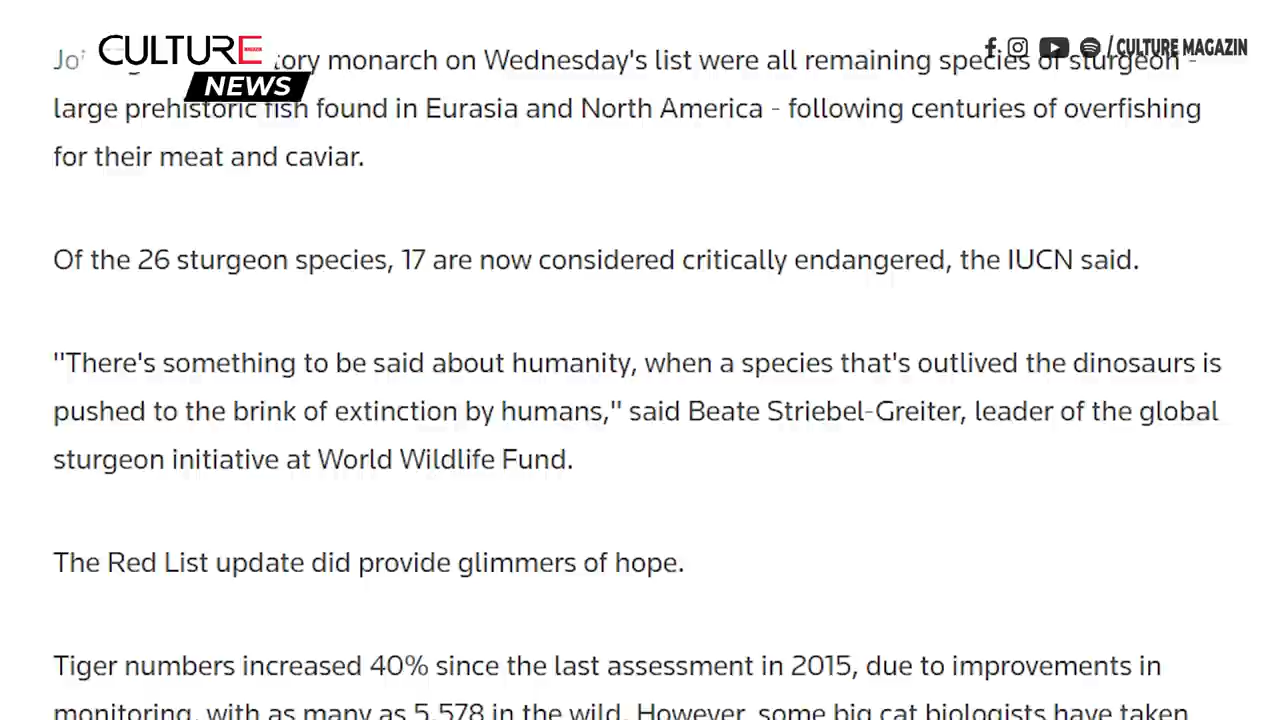 CULTURE
NEWS
/ CULTURE MAGAZIN
monarch on Wednesday's list were all remaining species of sturgeon -
large prehistoric fish found in Eurasia and North America - following centuries of overfishing
for their meat and caviar.
Of the 26 sturgeon species, 17 are now considered critically endangered, the IUCN said.
"There's something to be said about humanity, when a species that's outlived the dinosaurs is
pushed to the brink of extinction by humans," said Beate Striebel-Greiter, leader of the global
sturgeon initiative at World Wildlife Fund.
The Red List update did provide glimmers of hope.
Tiger numbers increased 40% since the last assessment in 2015, due to improvements in
monitoring, with as many as 5,578 in the wild. However, some big cat biologists have taken